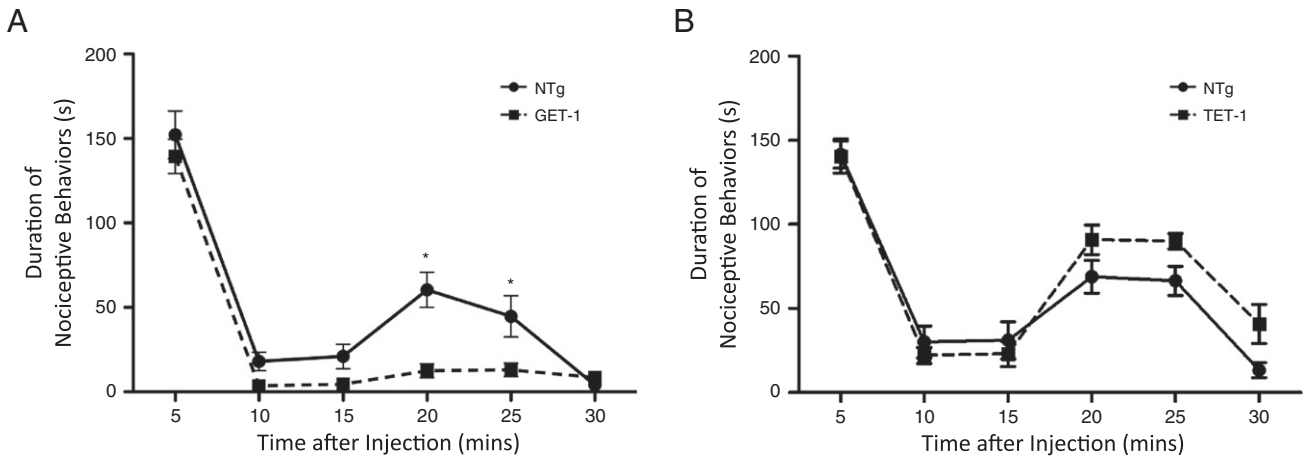 A
Duration of
Nociceptive Behaviors (s)
200
150
100
50
0
NTg
GET-1
*
*
5 10 15 20 25 30
Time after Injection (mins)
B
Duration of
Nociceptive Behaviors (s)
200
150
100
50
0
NTg
TET-1
5 10 15 20 25 30
Time after Injection (mins)